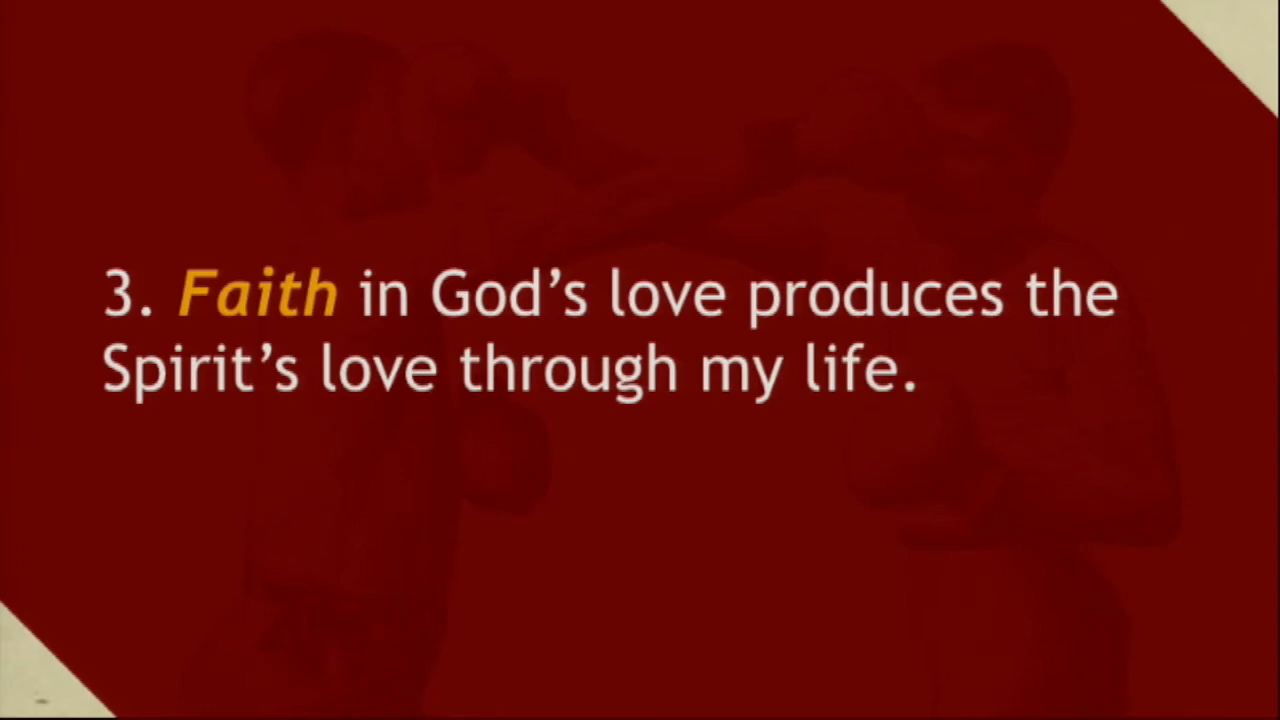 3. Faith in God’s love produces the
Spirit’s love through my life.